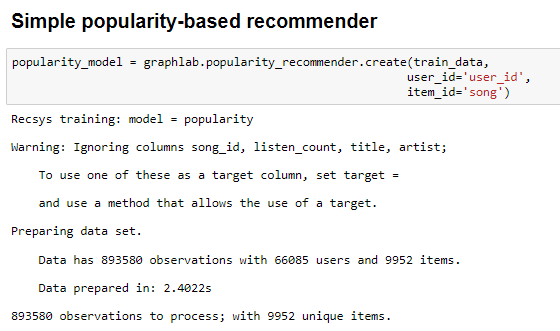 Simple popularity-based recommender
popularity_model = graphlab.popularity_recommender.create(train_data,
user_id='user_id',
item_id='song')
Recsys training: model = popularity
Warning: Ignoring columns song_id, listen_count, title, artist;
To use one of these as a target column, set target =
and use a method that allows the use of a target.
Preparing data set.
Data has 893580 observations with 66085 users and 9952 items.
Data prepared in: 2.4022s
893580 observations to process; with 9952 unique items.